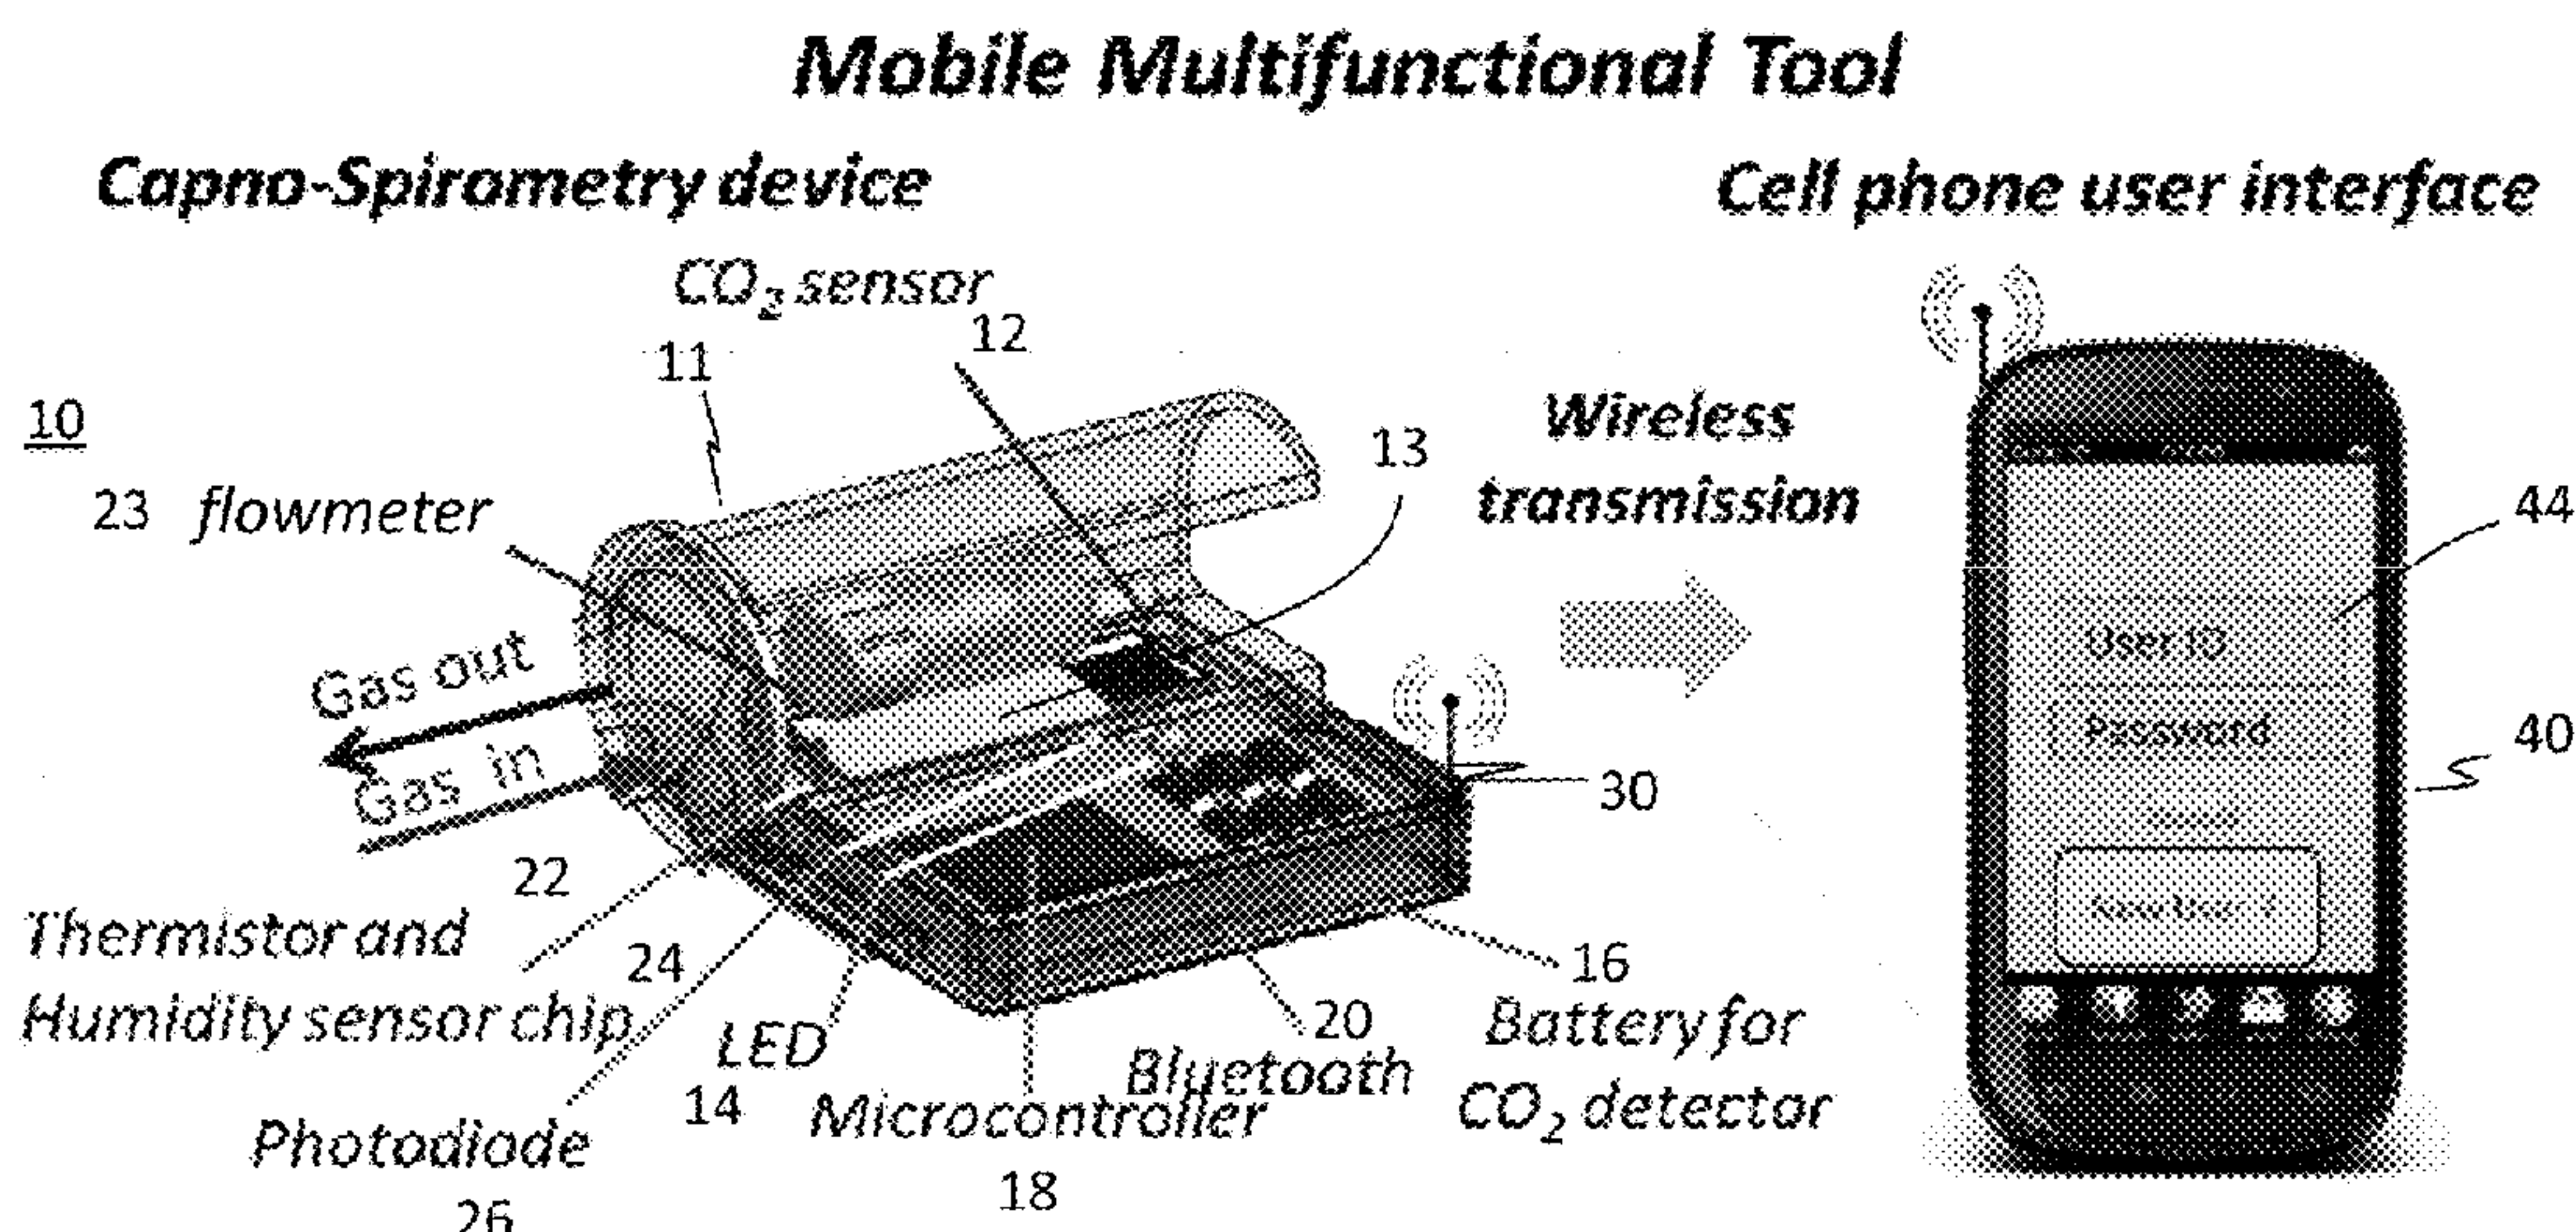 Mobile Multifunctional Tool
Capno-Spirometry device
Cell phone user interface
CO₂ sensor
12
11
10
23 flowmeter
13
Wireless
transmission
44
Gas out
Gas in
User ID
Password
40
30
22
Thermistor and
Humidity sensor chip
24
LED
14
Photodiode
26
Microcontroller
18
20
Bluetooth
16
Battery for
CO₂ detector